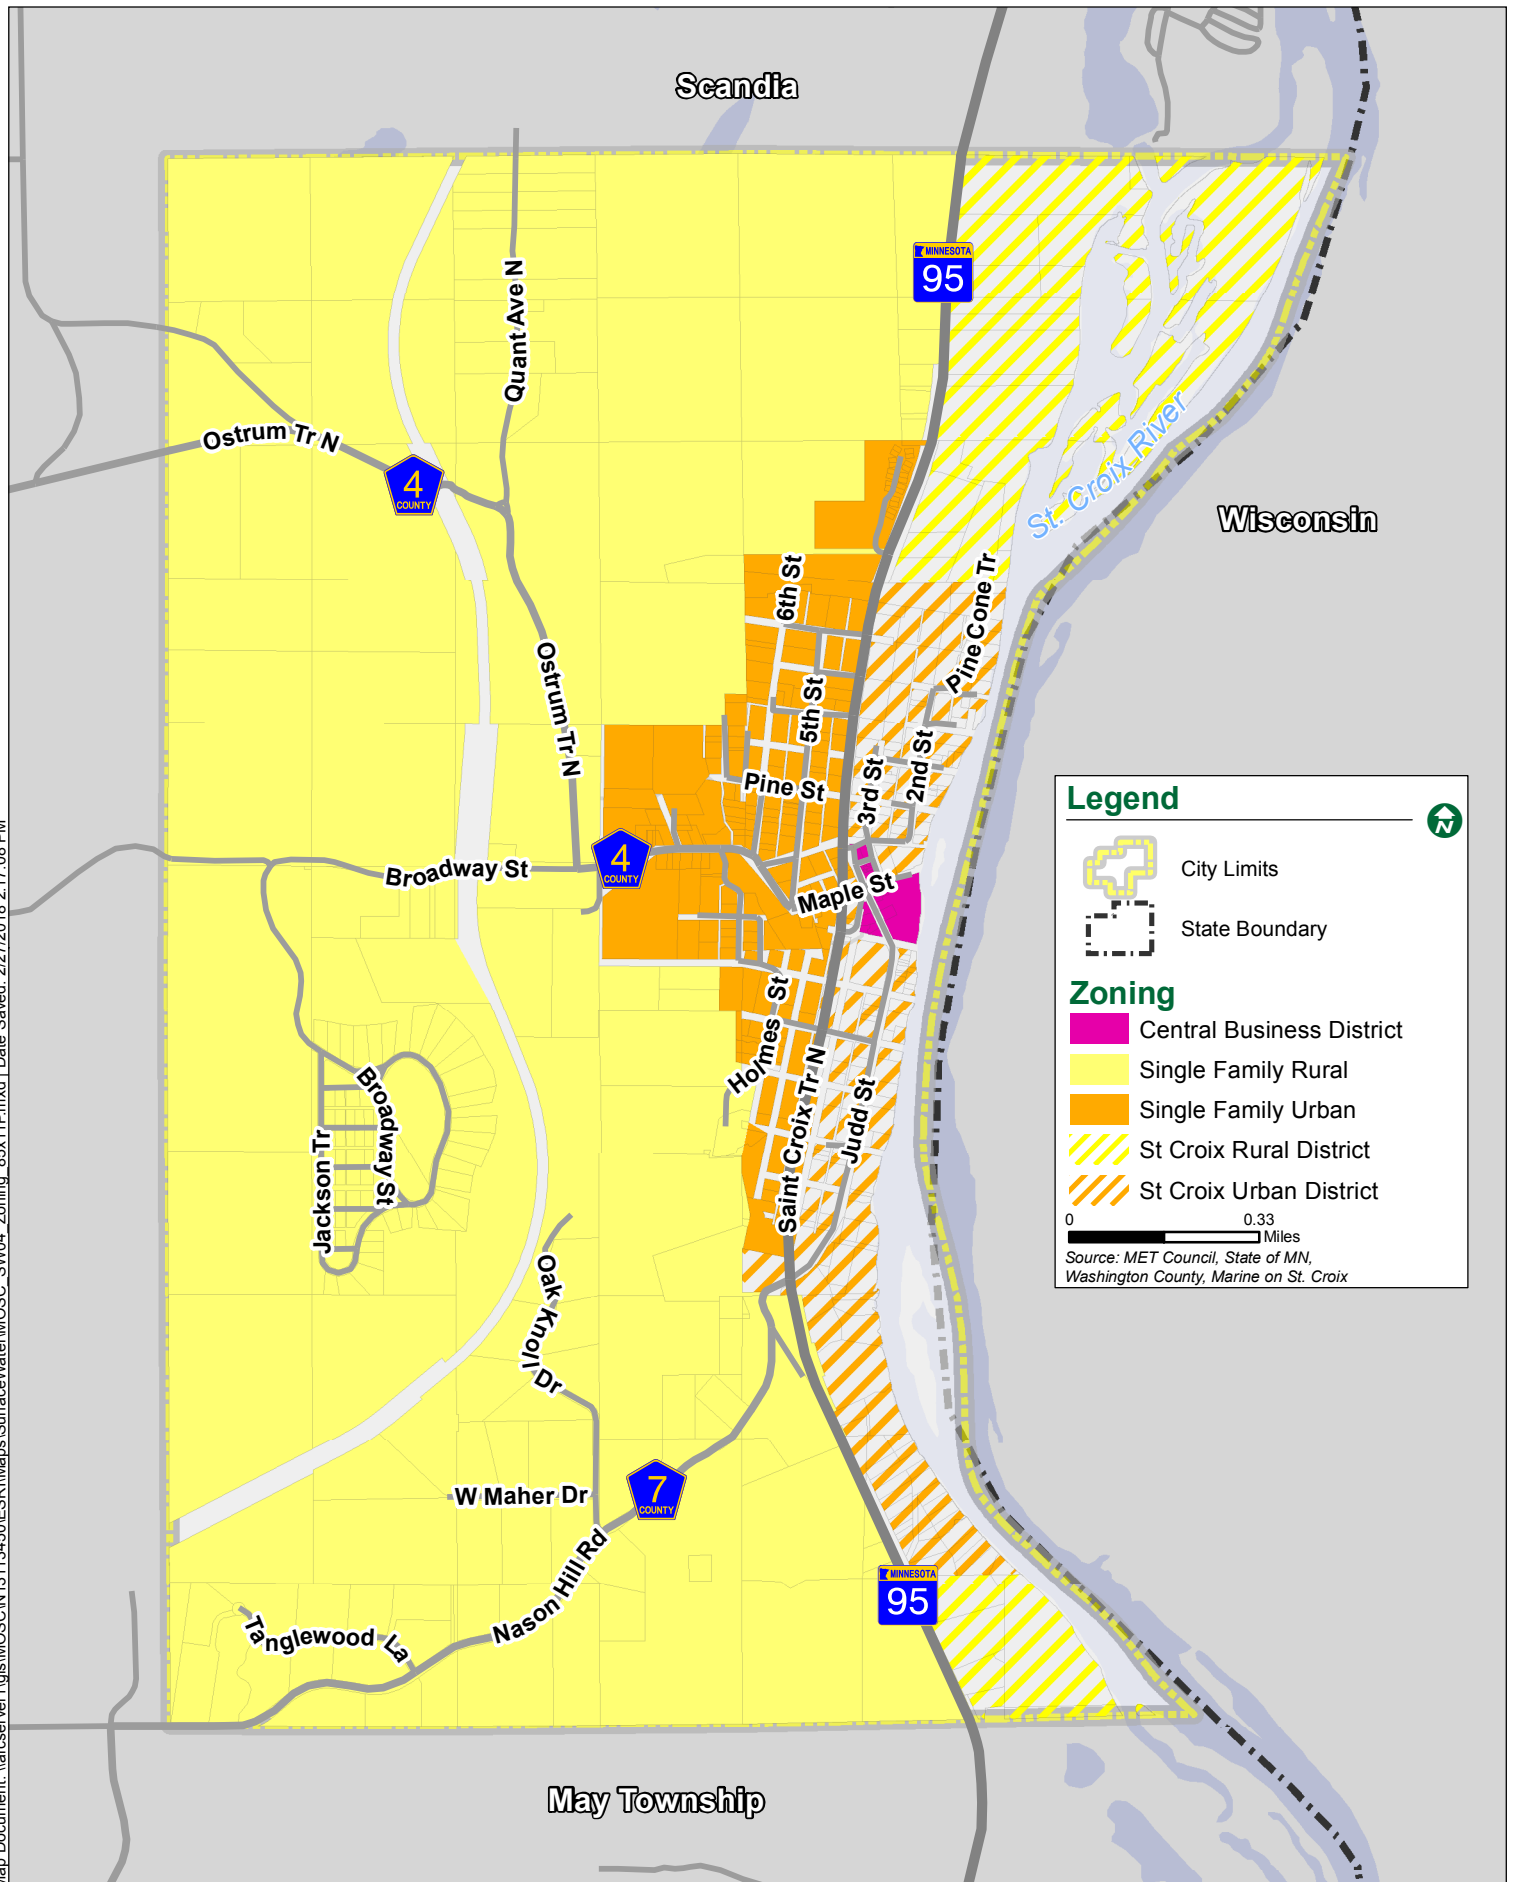 Scandia
MINNESOTA
95
Quant Ave N
Ostrum Tr N
4
COUNTY
St. Croix River
Wisconsin
6th St
Pine Cone Tr
Ostrum Tr N
5th St
3rd St
2nd St
Pine St
4
COUNTY
Broadway St
Maple St
Holmes St
Saint Croix Tr N
Judd St
Broadway St
Jackson Tr
Oak Knoll Dr
W Maher Dr
7
COUNTY
Nason Hill Rd
MINNESOTA
95
Tanglewood La
May Township
Legend
N
City Limits
State Boundary
Zoning
Central Business District
Single Family Rural
Single Family Urban
St Croix Rural District
St Croix Urban District
0 0.33
Miles
Source: MET Council, State of MN,
Washington County, Marine on St. Croix